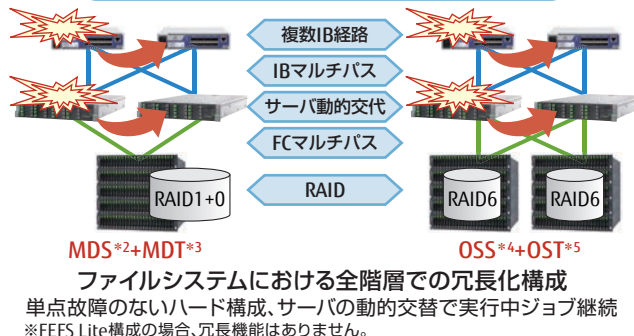 複数IB経路
IBマルチパス
サーバ動的交代
FCマルチパス
RAID
RAID1+0
RAID6
RAID6
MDS*2+MDT*3
OSS*4+OST*5
ファイルシステムにおける全階層での冗長化構成
単点故障のないハード構成、サーバの動的交替で実行中ジョブ継続
※FEFS Lite構成の場合、冗長機能はありません。